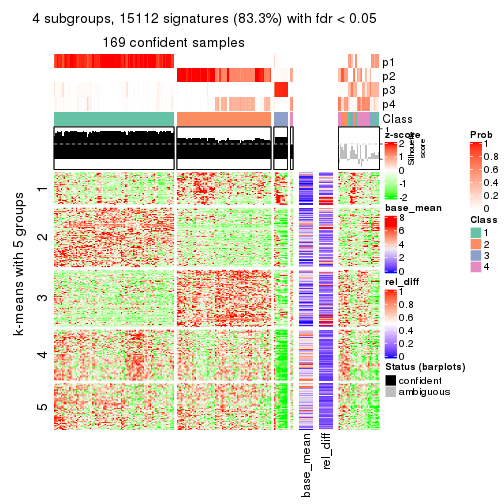 4 subgroups, 15112 signatures (83.3%) with fdr < 0.05
169 confident samples
p1
p2
p3
p4
Class
1
Silhouette
score
k-means with 5 groups
1
2
3
4
5
base_mean
rel_diff
z-score
2
1
0
-1
-2
base_mean
8
6
4
2
0
rel_diff
1
0.8
0.6
0.4
0.2
0
Status (barplots)
confident
ambiguous
Prob
1
0.8
0.6
0.4
0.2
0
Class
1
2
3
4